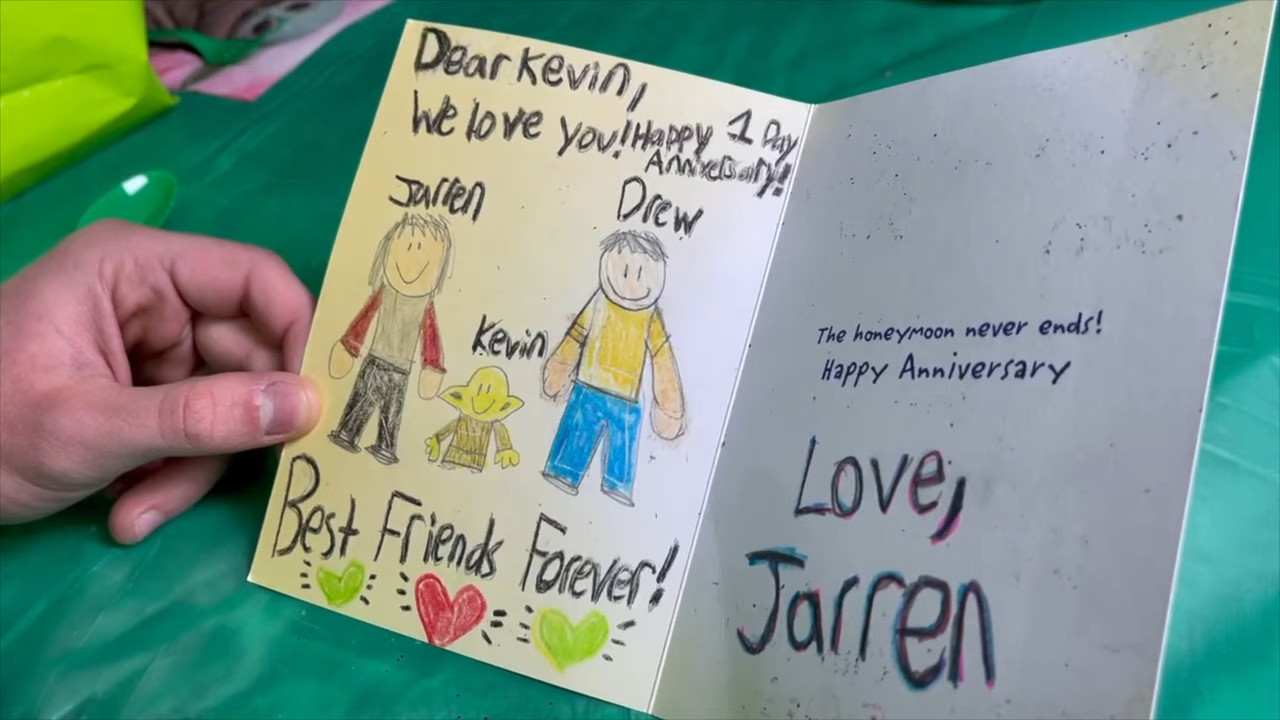 Dear Kevin,
We love you! Happy 1 Day
Anniversary!
Jarren
Drew
Kevin
Best Friends Forever!
The honeymoon never ends!
Happy Anniversary
Love,
Jarren